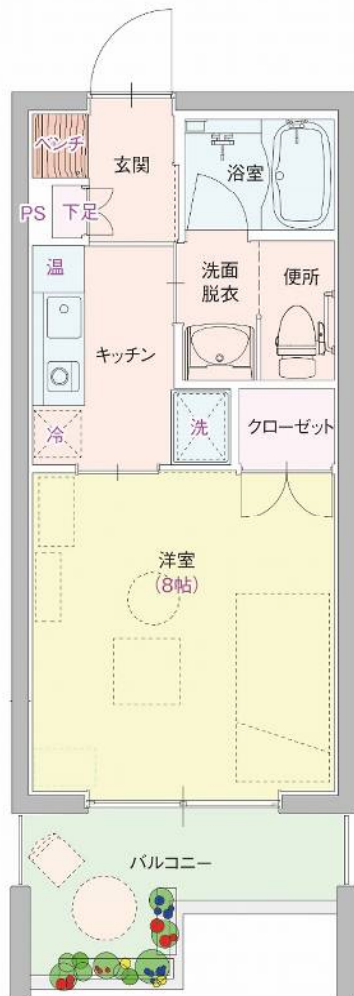 ベンチ
玄関
浴室
PS
下足
温
洗面
脱衣
便所
キッチン
冷
洗
クローゼット
洋室
(8帖)
バルコニー